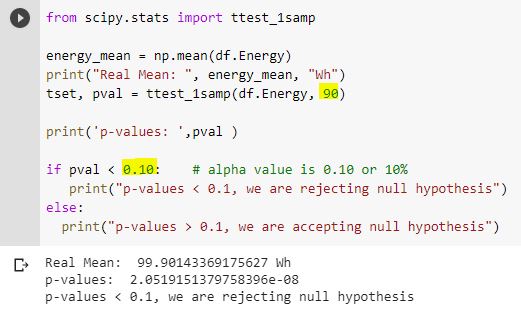 from scipy.stats import ttest_1samp
energy_mean = np.mean(df.Energy)
print("Real Mean: ", energy_mean, "Wh")
tset, pval = ttest_1samp(df.Energy, 90)
print('p-values: ',pval )
if pval < 0.10:    # alpha value is 0.10 or 10%
   print("p-values < 0.1, we are rejecting null hypothesis")
else:
  print("p-values > 0.1, we are accepting null hypothesis")
Real Mean:  99.90143369175627 Wh
p-values:  2.0519151379758396e-08
p-values < 0.1, we are rejecting null hypothesis